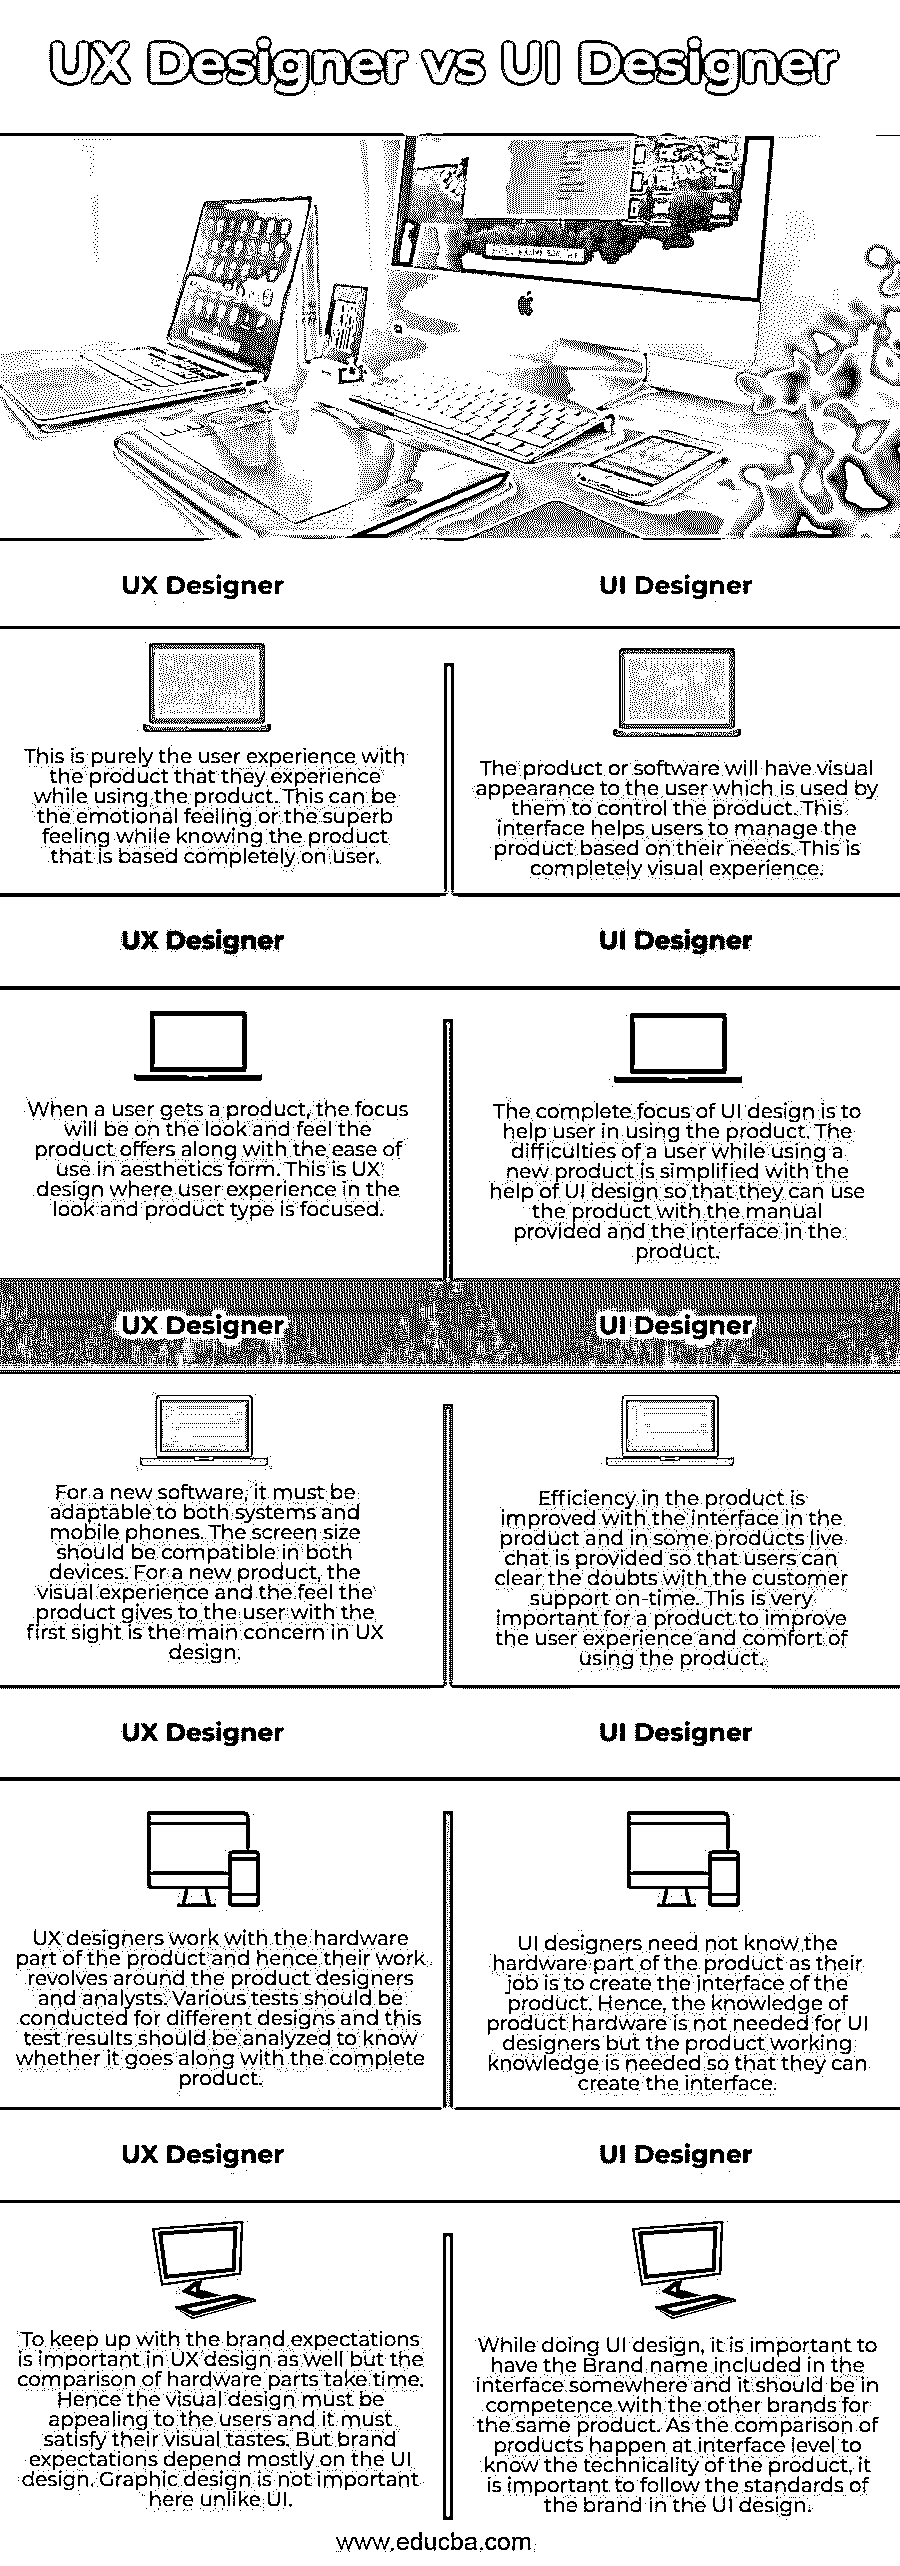 UX Designer vs UI Designer
UX Designer
UI Designer
This is purely the user experience with
the product that they experience
while using the product. This can be
the emotional feeling or the superb
feeling while knowing the product
that is based completely on user.
The product or software will have visual
appearance to the user which is used by
them to control the product. This
interface helps users to manage the
product based on their needs. This is
completely visual experience.
UX Designer
UI Designer
When a user gets a product, the focus
will be on the look and feel the
product offers along with the ease of
use in aesthetics form. This is UX
design where user experience in the
look and product type is focused.
The complete focus of UI design is to
help user in using the product. The
difficulties of a user while using a
new product is simplified with the
help of UI design so that they can use
the product with the manual
provided and the interface in the
product.
UX Designer
UI Designer
For a new software, it must be
adaptable to both systems and
mobile phones. The screen size
should be compatible in both
devices. For a new product, the
visual experience and the feel the
product gives to the user with the
first sight is the main concern in UX
design.
Efficiency in the product is
improved with the interface in the
product and in some products live
chat is provided so that users can
clear the doubts with the customer
support on-time. This is very
important for a product to improve
the user experience and comfort of
using the product.
UX Designer
UI Designer
UX designers work with the hardware
part of the product and hence their work
revolves around the product designers
and analysts. Various tests should be
conducted for different designs and this
test results should be analyzed to know
whether it goes along with the complete
product.
UI designers need not know the
hardware part of the product as their
job is to create the interface of the
product. Hence, the knowledge of
product hardware is not needed for UI
designers but the product working
knowledge is needed so that they can
create the interface.
UX Designer
UI Designer
To keep up with the brand expectations
is important in UX design as well but the
comparison of hardware parts take time.
Hence the visual design must be
appealing to the users and it must
satisfy their visual tastes. But brand
expectations depend mostly on the UI
design. Graphic design is not important
here unlike UI.
While doing UI design, it is important to
have the Brand name included in the
interface somewhere and it should be in
competence with the other brands for
the same product. As the comparison of
products happen at interface level to
know the technicality of the product, it
is important to follow the standards of
the brand in the UI design.
www.educba.com